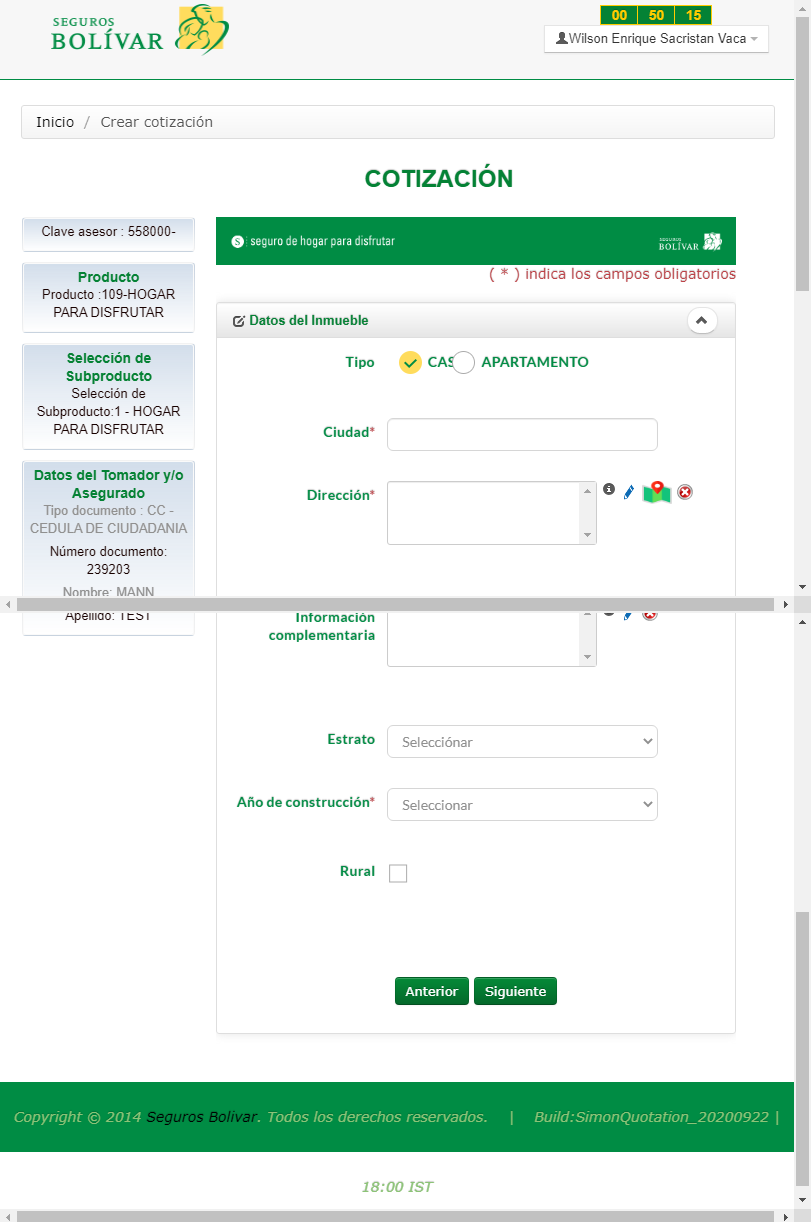 SEGUROS
BOLÍVAR
00 50 15
Wilson Enrique Sacristan Vaca
Inicio / Crear cotización
COTIZACIÓN
Clave asesor : 558000-
Producto
Producto :109-HOGAR
PARA DISFRUTAR
Selección de
Subproducto
Selección de
Subproducto:1 - HOGAR
PARA DISFRUTAR
Datos del Tomador y/o
Asegurado
Tipo documento : CC -
CEDULA DE CIUDADANIA
Número documento:
239203
Nombre: MANN
Apellido: TEST
S seguro de hogar para disfrutar
SEGUROS
BOLÍVAR
( * ) indica los campos obligatorios
Datos del Inmueble
Tipo CAS APARTAMENTO
Ciudad*
Dirección*
Información
complementaria
Estrato Selecciónar
Año de construcción* Seleccionar
Rural
Anterior Siguiente
Copyright © 2014 Seguros Bolivar. Todos los derechos reservados. | Build:SimonQuotation_20200922 |
18:00 IST